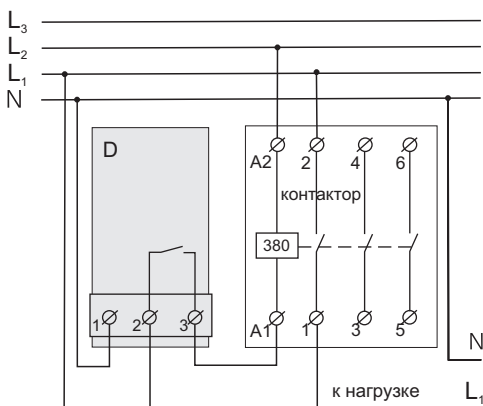 L₃
L₂
L₁
N
D
A2 2 4 6
контактор
380
1 2 3
A1 1 3 5
N
к нагрузке L₁